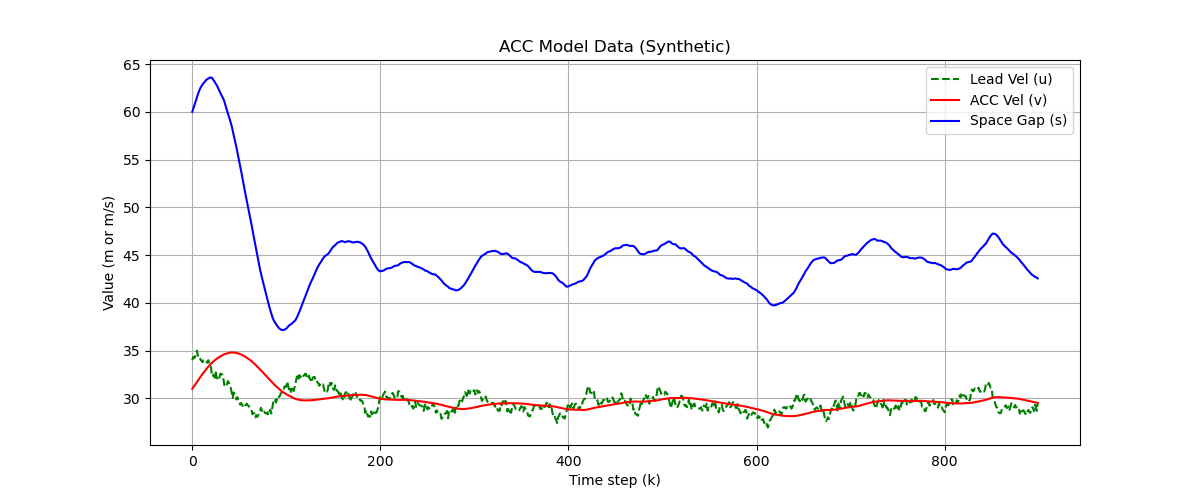 ACC Model Data (Synthetic)
Lead Vel (u)
ACC Vel (v)
Space Gap (s)
Value (me or m/s)
65
60
55
50
45
40
35
30
0 200 400 600 800
Time step (k)